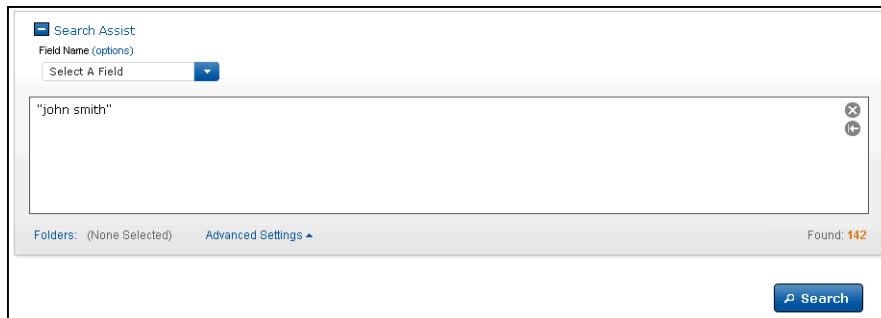 Search Assist
Field Name (options)
Select A Field
"john smith"
Folders: (None Selected) Advanced Settings Found: 142
Search